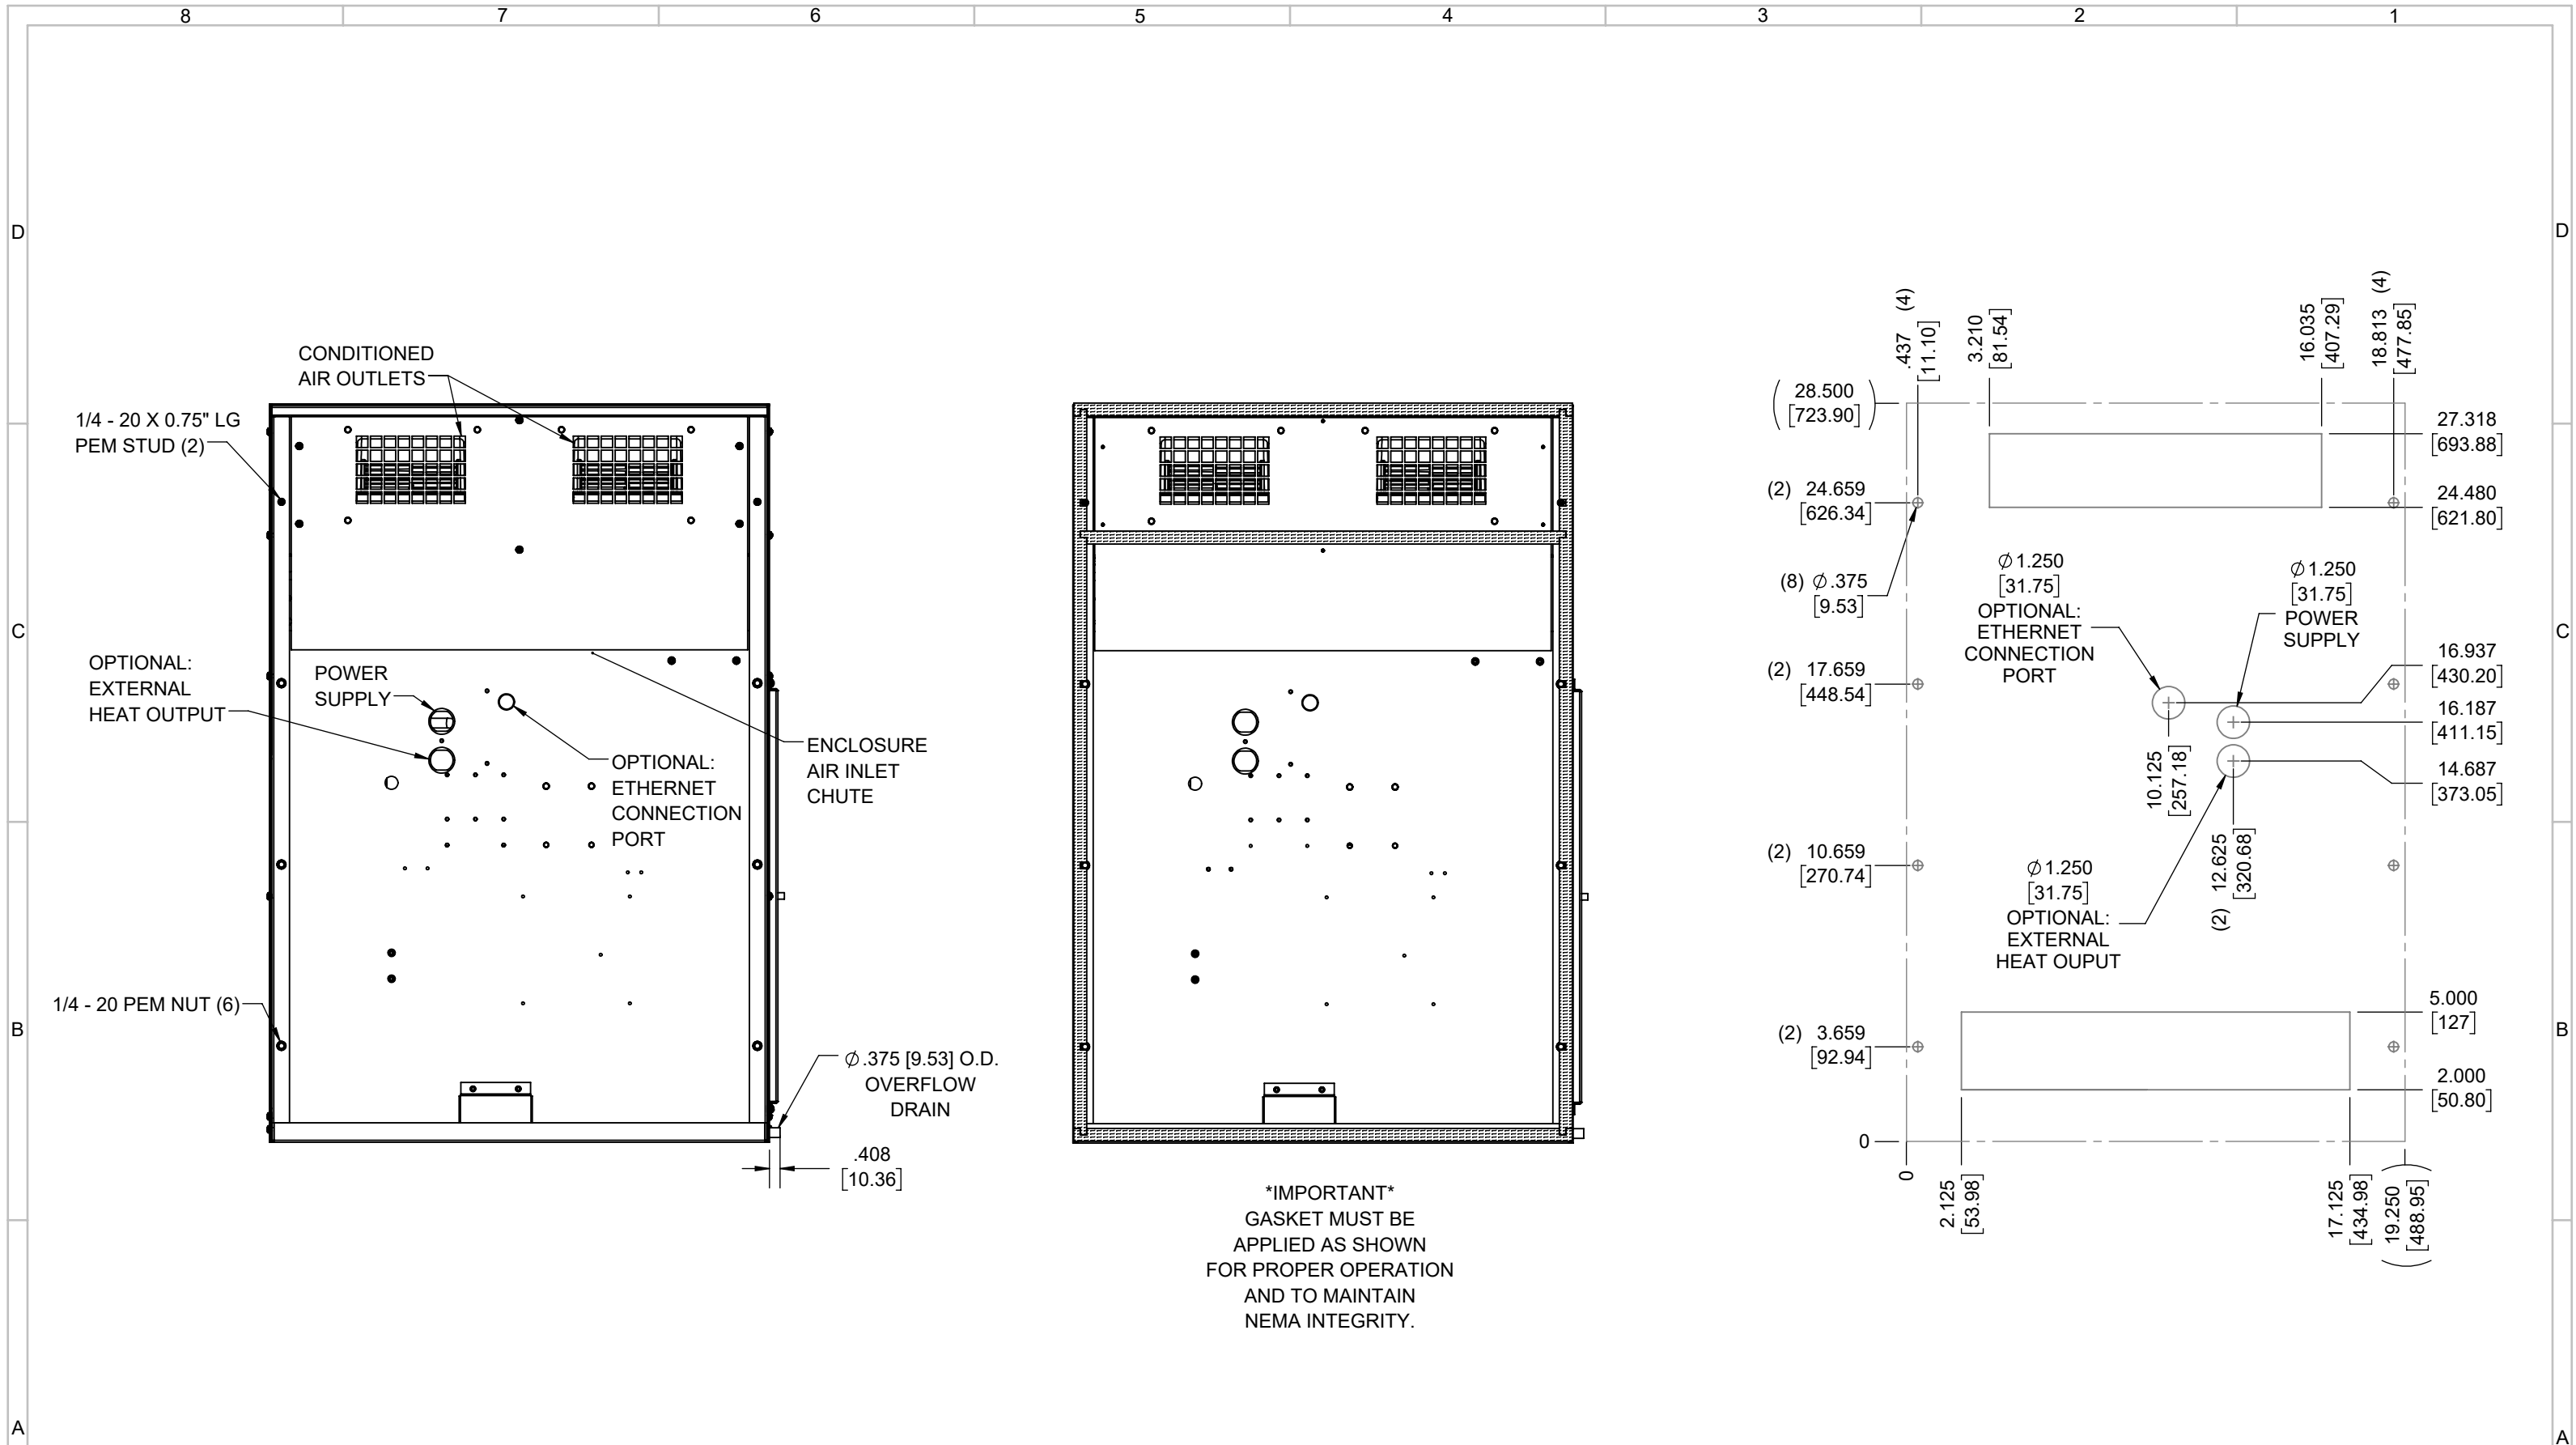 8 7 6 5 4 3 2 1
D
D
C
C
B
B
A
A
CONDITIONED
AIR OUTLETS
1/4 - 20 X 0.75" LG
PEM STUD (2)
OPTIONAL:
EXTERNAL
HEAT OUTPUT
POWER
SUPPLY
OPTIONAL:
ETHERNET
CONNECTION
PORT
ENCLOSURE
AIR INLET
CHUTE
1/4 - 20 PEM NUT (6)
∅.375 [9.53] O.D.
OVERFLOW
DRAIN
.408
[10.36]
*IMPORTANT*
GASKET MUST BE
APPLIED AS SHOWN
FOR PROPER OPERATION
AND TO MAINTAIN
NEMA INTEGRITY.
.437 (4)
[11.10]
3.210
[81.54]
16.035
[407.29]
18.813 (4)
[477.85]
(28.500
[723.90])
27.318
[693.88]
(2) 24.659
[626.34]
24.480
[621.80]
(8) ∅.375
[9.53]
∅1.250
[31.75]
OPTIONAL:
ETHERNET
CONNECTION
PORT
∅1.250
[31.75]
POWER
SUPPLY
(2) 17.659
[448.54]
16.937
[430.20]
16.187
[411.15]
14.687
[373.05]
10.125
[257.18]
(2) 12.625
[320.68]
(2) 10.659
[270.74]
∅1.250
[31.75]
OPTIONAL:
EXTERNAL
HEAT OUPUT
5.000
[127]
(2) 3.659
[92.94]
2.000
[50.80]
0
0
2.125
[53.98]
17.125
[434.98]
(19.250
[488.95])